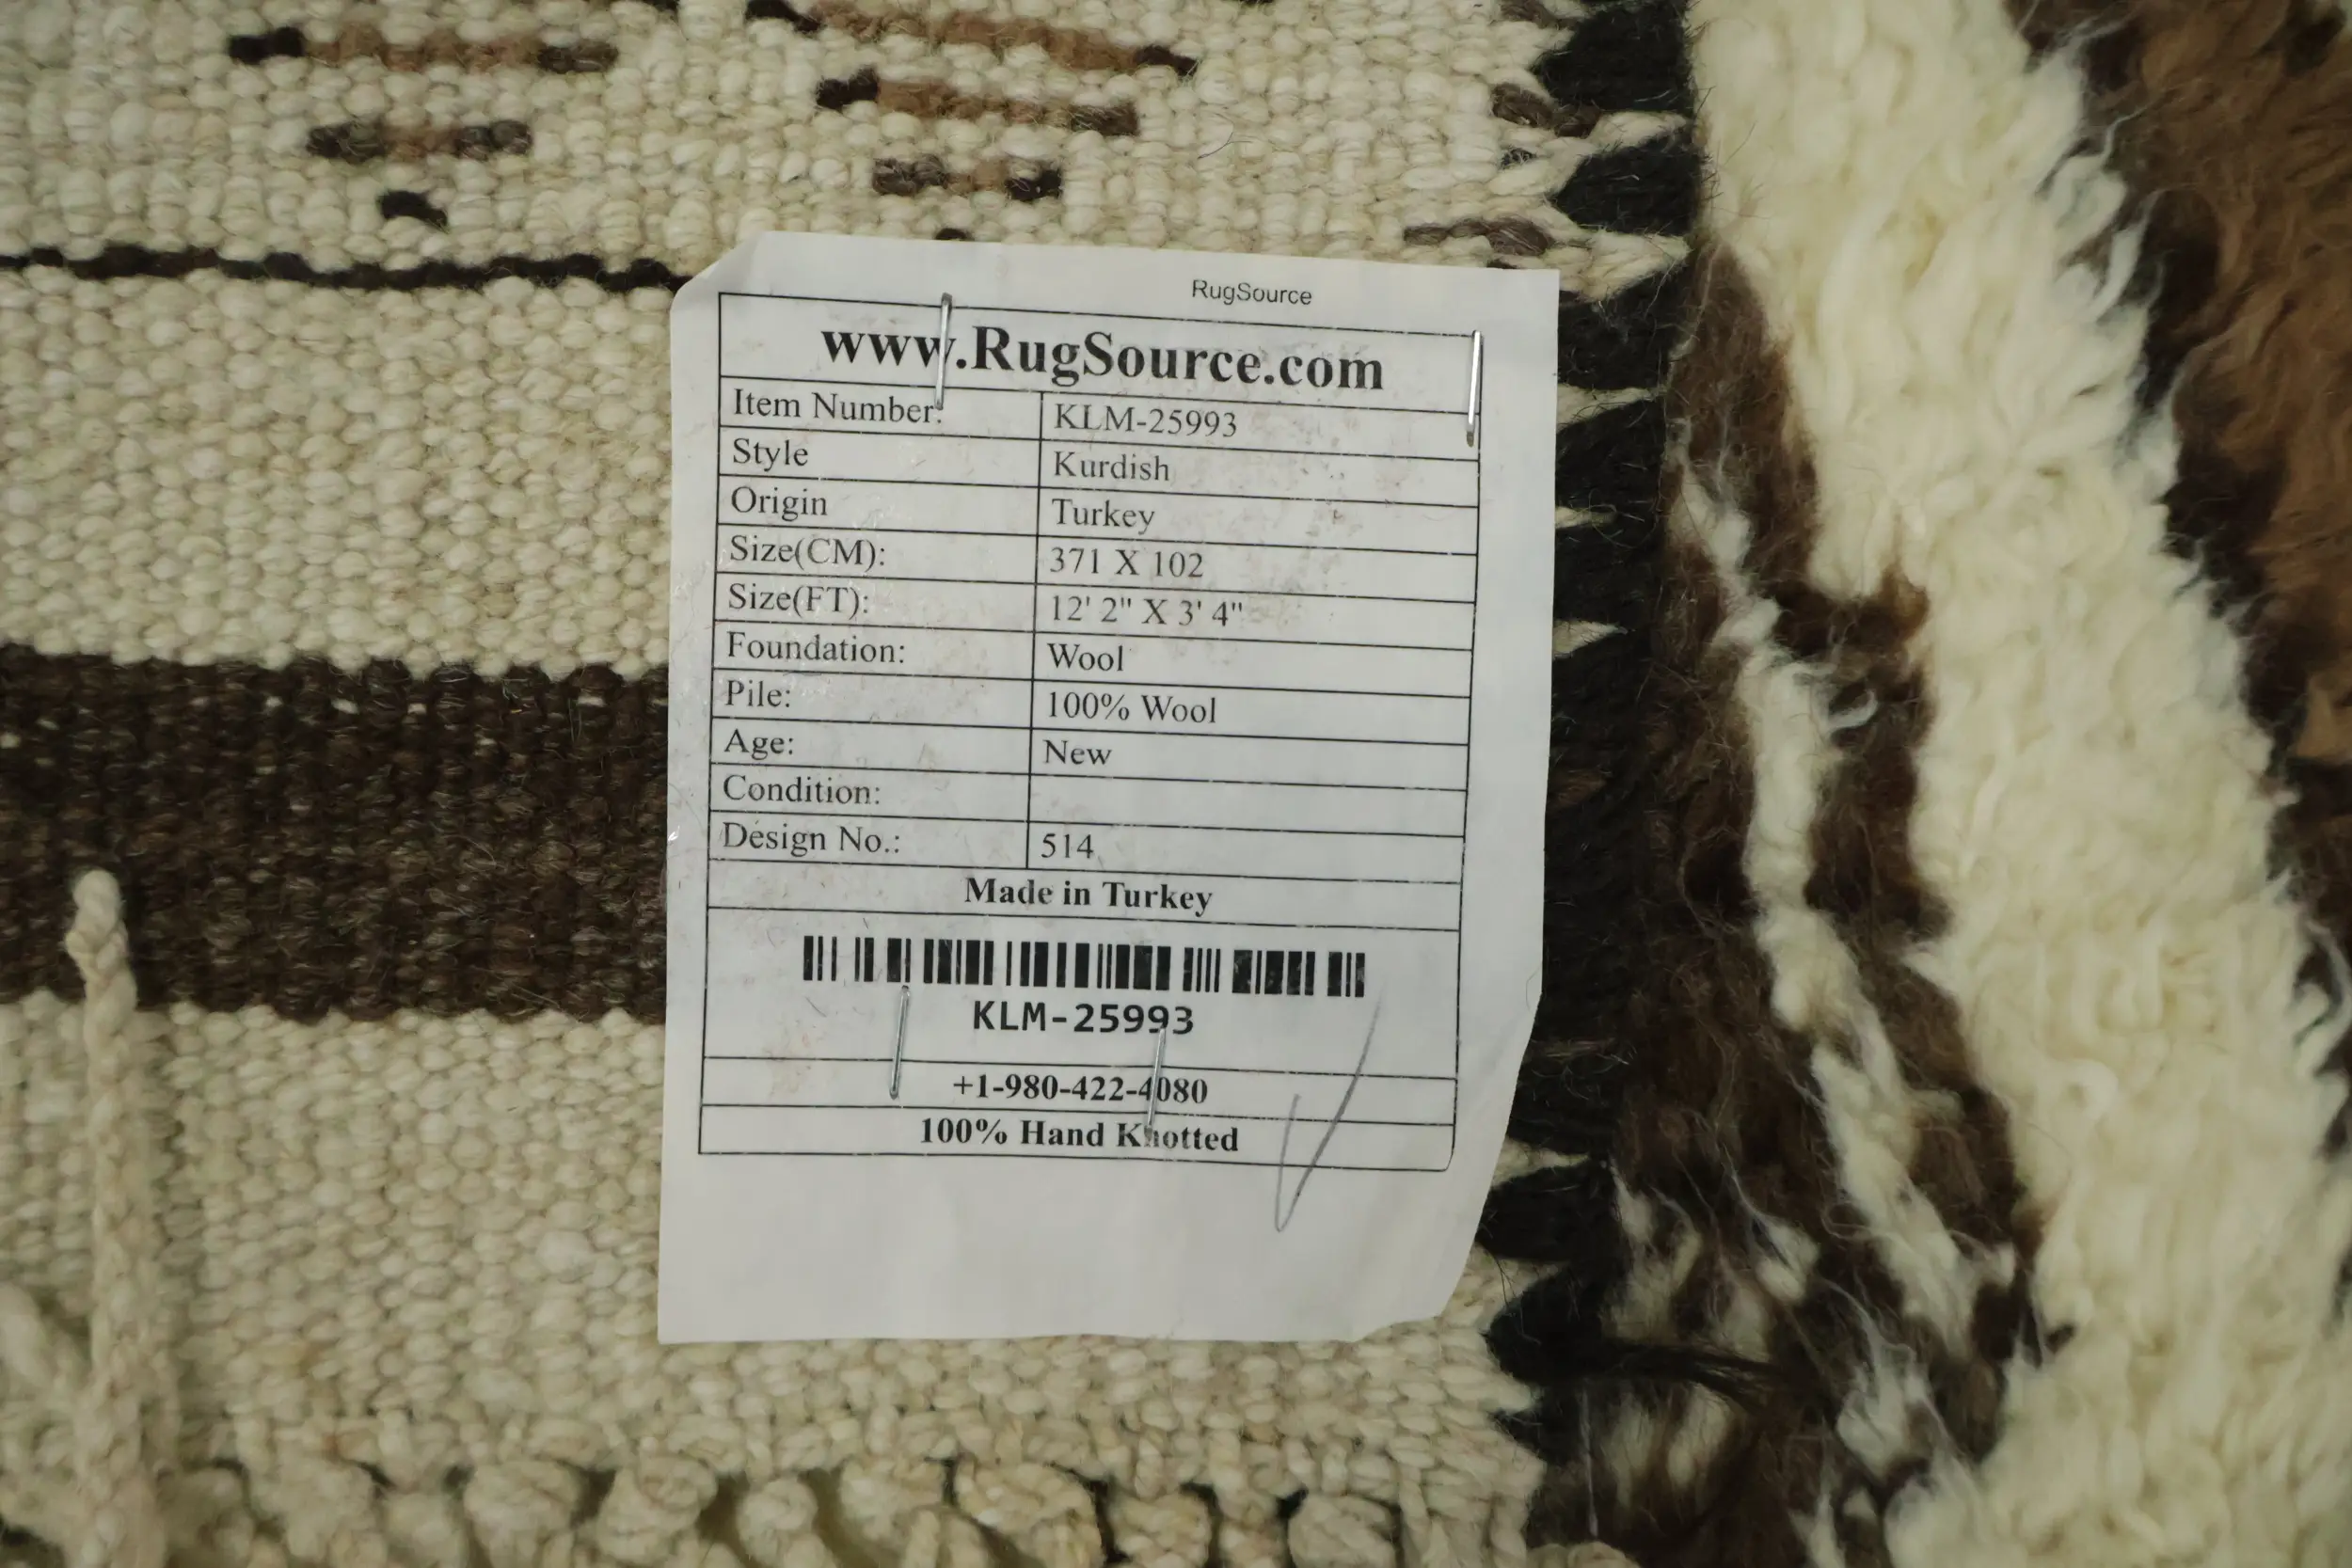 RugSource
www.RugSource.com
Item Number: KLM-25993
Style Kurdish
Origin Turkey
Size(CM): 371 X 102
Size(FT): 12' 2" X 3' 4"
Foundation: Wool
Pile: 100% Wool
Age: New
Condition:
Design No.: 514
Made in Turkey
KLM-25993
+1-980-422-4080
100% Hand Knotted